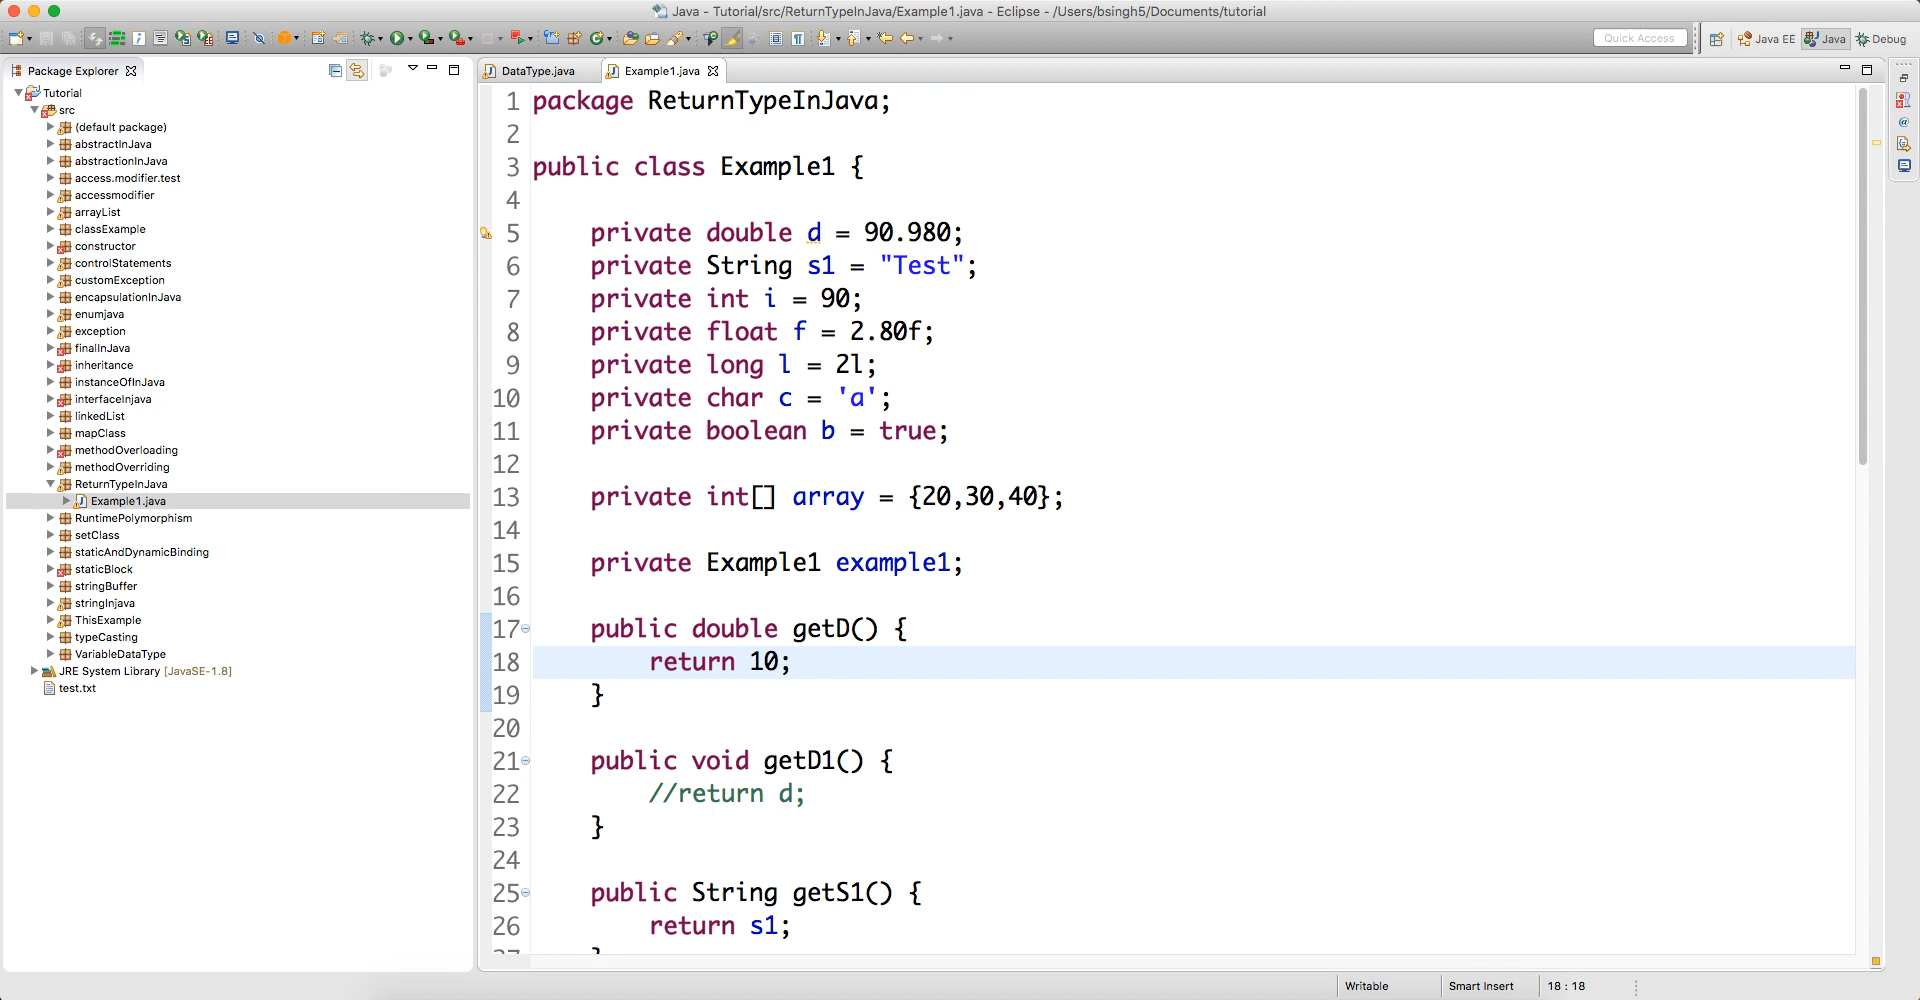 Java - Tutorial/src/ReturnTypeInJava/Example1.java - Eclipse - /Users/bsingh5/Documents/tutorial
Quick Access
Java EE
Java
Debug
Package Explorer
Tutorial
src
(default package)
abstractInJava
abstractionInJava
access.modifier.test
accessmodifier
arrayList
classExample
constructor
controlStatements
customException
encapsulationInJava
enumjava
exception
finalInJava
inheritance
instanceOfInJava
interfaceInjava
linkedList
mapClass
methodOverloading
methodOverriding
ReturnTypeInJava
Example1.java
RuntimePolymorphism
setClass
staticAndDynamicBinding
staticBlock
stringBuffer
stringInjava
ThisExample
typeCasting
VariableDataType
JRE System Library [JavaSE-1.8]
test.txt
DataType.java
Example1.java
1 package ReturnTypeInJava;
2
3 public class Example1 {
4
5 private double d = 90.980;
6 private String s1 = "Test";
7 private int i = 90;
8 private float f = 2.80f;
9 private long l = 2l;
10 private char c = 'a';
11 private boolean b = true;
12
13 private int[] array = {20,30,40};
14
15 private Example1 example1;
16
17 public double getD() {
18 return 10;
19 }
20
21 public void getD1() {
22 //return d;
23 }
24
25 public String getS1() {
26 return s1;
27 }
Writable
Smart Insert
18 : 18